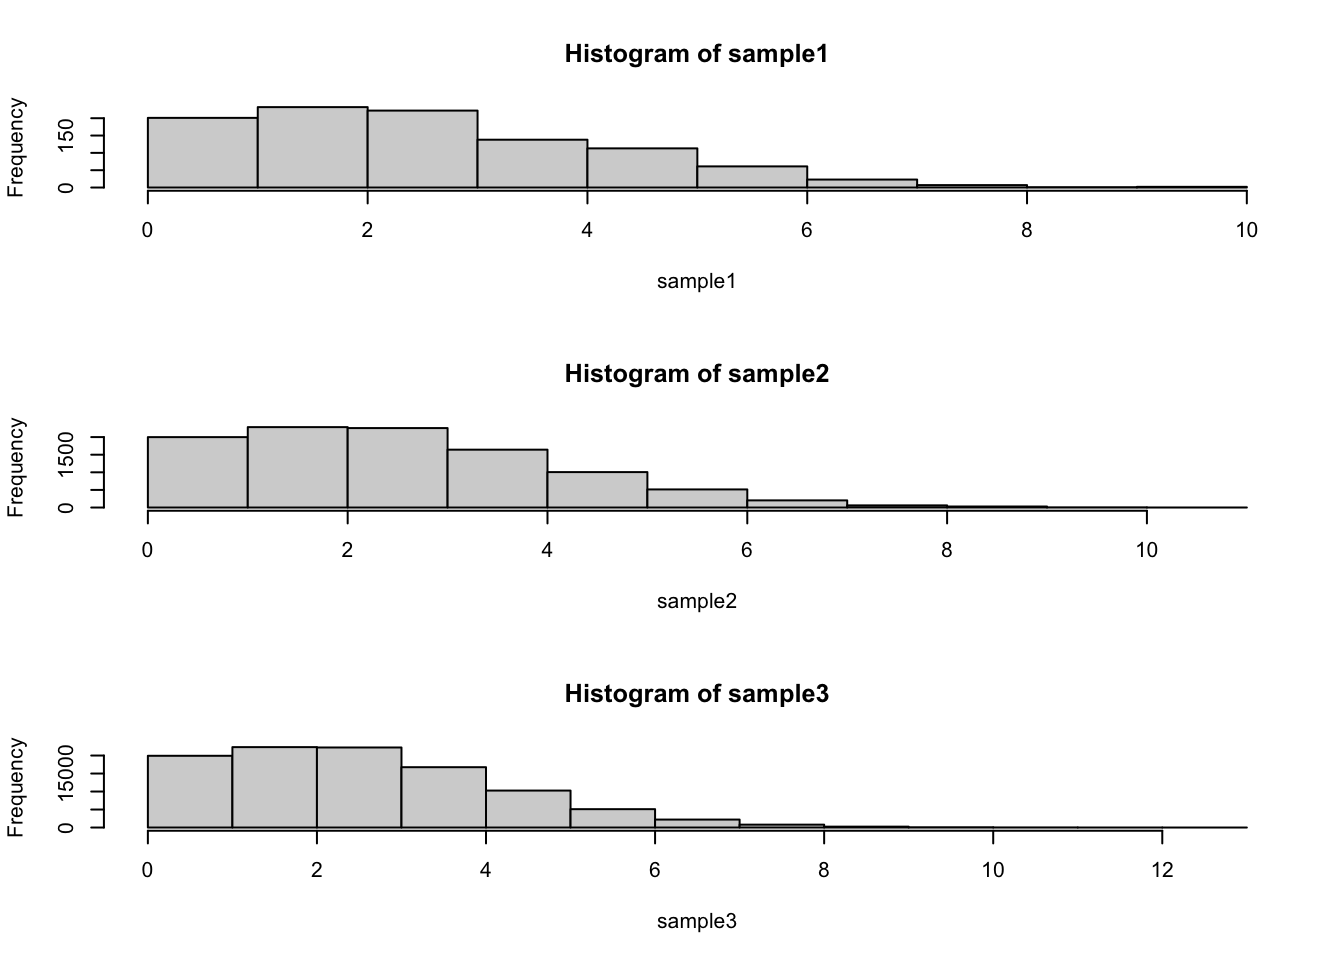 Histogram of sample1
Frequency
150
0
0 2 4 6 8 10
sample1
Histogram of sample2
Frequency
1500
0
0 2 4 6 8 10
sample2
Histogram of sample3
Frequency
15000
0
0 2 4 6 8 10 12
sample3